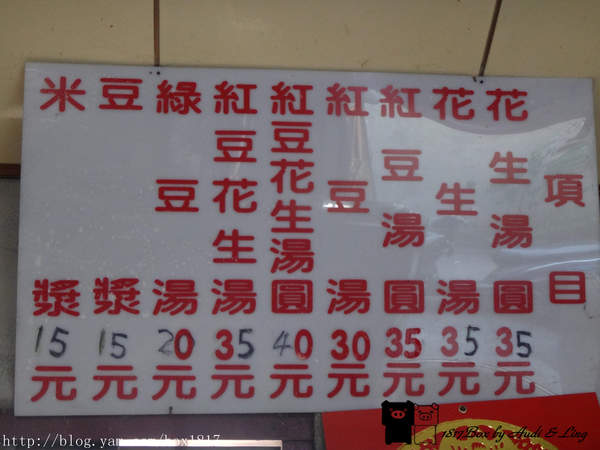 項目
花生湯圓 35元
花生湯 35元
紅豆湯圓 35元
紅豆湯 30元
紅豆花生湯圓 40元
紅豆花生湯 35元
綠豆湯 20元
豆漿 15元
米漿 15元
http://blog.yam.com/box1817
1817Box by Audi & Ling